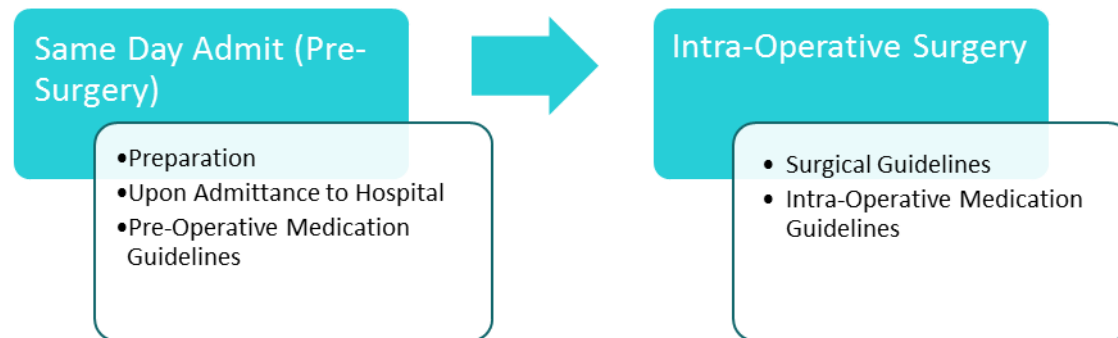 Same Day Admit (Pre-
Surgery)
•Preparation
•Upon Admittance to Hospital
•Pre-Operative Medication
Guidelines
Intra-Operative Surgery
• Surgical Guidelines
• Intra-Operative Medication
Guidelines